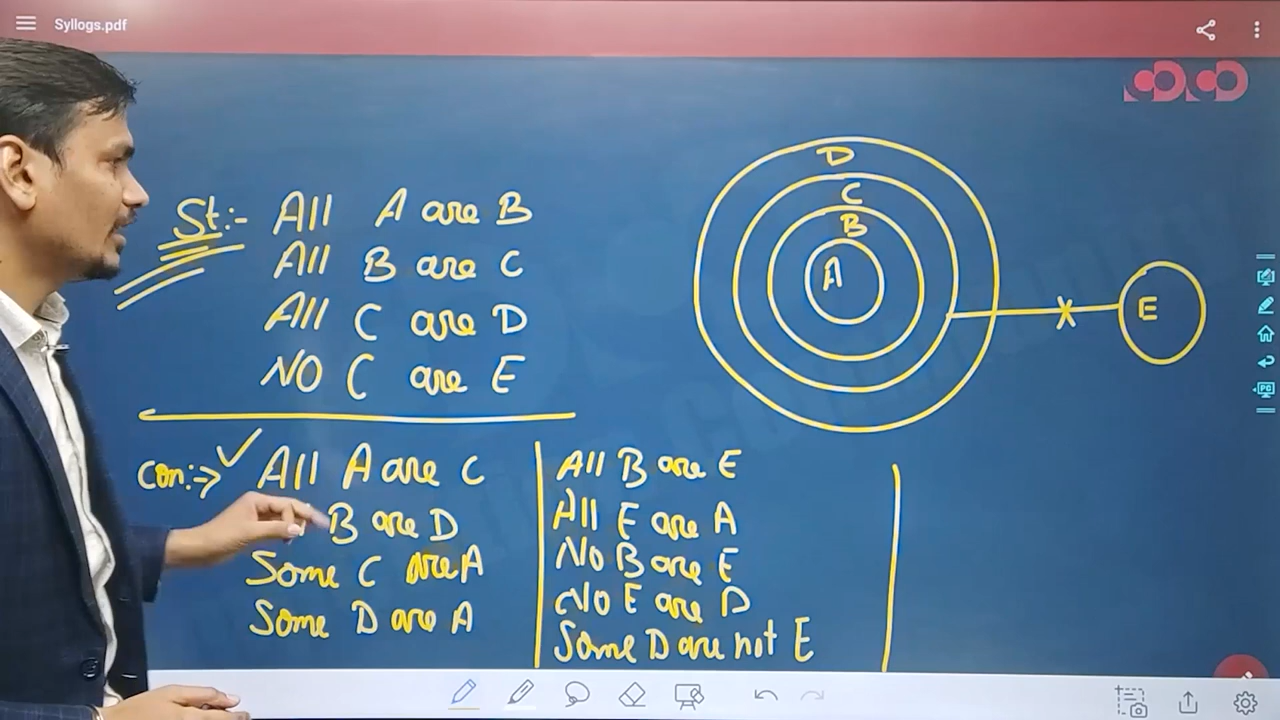 Syllogs.pdf
St:- All A are B
All B are C
All C are D
NO C are E
Con:-> All A are C
B are D
Some C are A
Some D are A
All B are E
All E are A
No B are E
No E are D
Some D are not E
D
C
B
A
E